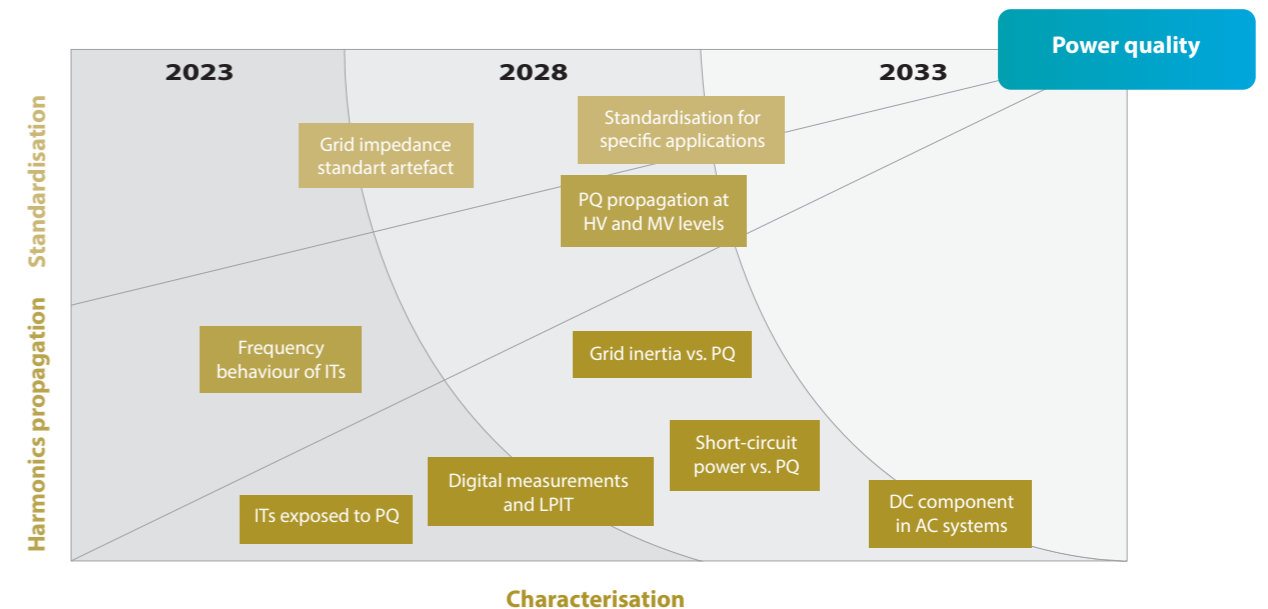 Power quality
2023
2028
2033
Standardisation
Grid impedance
standart artefact
Standardisation for
specific applications
PQ propagation at
HV and MV levels
Harmonics propagation
Frequency
behaviour of ITs
Grid inertia vs. PQ
Short-circuit
power vs. PQ
Digital measurements
and LPIT
ITs exposed to PQ
DC component
in AC systems
Characterisation